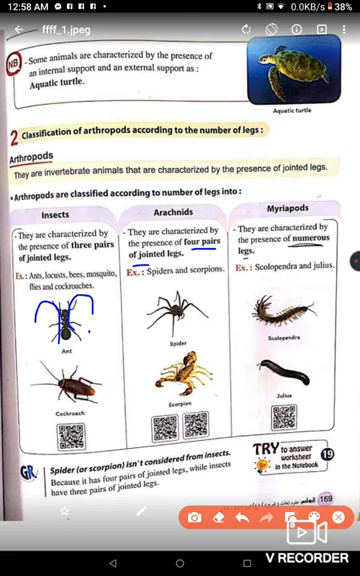 12:58 AM
0.0KB/s
38%
ffff_1.jpeg
NB
- Some animals are characterized by the presence of
an internal support and an external support as :
Aquatic turtle.
Aquatic turtle
2 Classification of arthropods according to the number of legs :
Arthropods
They are invertebrate animals that are characterized by the presence of jointed legs.
• Arthropods are classified according to number of legs into :
Insects
- They are characterized by
the presence of three pairs
of jointed legs.
Ex. : Ants, locusts, bees, mosquito,
flies and cockroaches.
Ant
Cockroach
Arachnids
- They are characterized by
the presence of four pairs
of jointed legs.
Ex. : Spiders and scorpions.
Spider
Scorpion
Myriapods
- They are characterized by
the presence of numerous
legs.
Ex. : Scolopendra and julius.
Scolopendra
Julius
GR. Spider (or scorpion) isn't considered from insects.
Because it has four pairs of jointed legs, while insects
have three pairs of jointed legs.
TRY to answer
worksheet 19
in the Notebook
169
V RECORDER